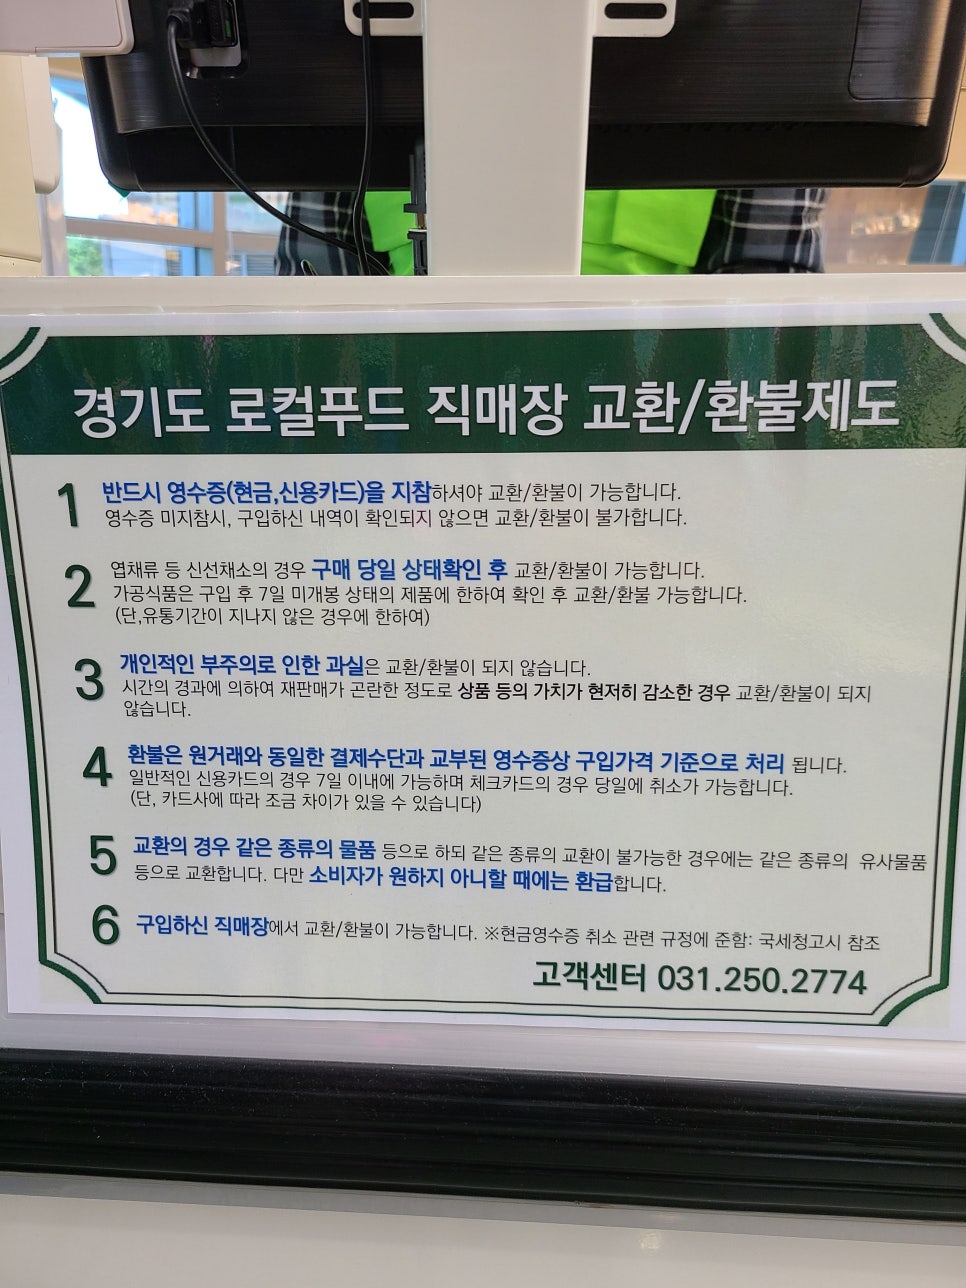 경기도 로컬푸드 직매장 교환/환불제도
1 반드시 영수증(현금,신용카드)을 지참하셔야 교환/환불이 가능합니다.
영수증 미지참시, 구입하신 내역이 확인되지 않으면 교환/환불이 불가합니다.
2 엽채류 등 신선채소의 경우 구매 당일 상태확인 후 교환/환불이 가능합니다.
가공식품은 구입 후 7일 미개봉 상태의 제품에 한하여 확인 후 교환/환불 가능합니다.
(단,유통기간이 지나지 않은 경우에 한하여)
3 개인적인 부주의로 인한 과실은 교환/환불이 되지 않습니다.
시간의 경과에 의하여 재판매가 곤란한 정도로 상품 등의 가치가 현저히 감소한 경우 교환/환불이 되지
않습니다.
4 환불은 원거래와 동일한 결제수단과 교부된 영수증상 구입가격 기준으로 처리 됩니다.
일반적인 신용카드의 경우 7일 이내에 가능하며 체크카드의 경우 당일에 취소가 가능합니다.
(단, 카드사에 따라 조금 차이가 있을 수 있습니다)
5 교환의 경우 같은 종류의 물품 등으로 하되 같은 종류의 교환이 불가능한 경우에는 같은 종류의 유사물품
등으로 교환합니다. 다만 소비자가 원하지 아니할 때에는 환급합니다.
6 구입하신 직매장에서 교환/환불이 가능합니다. ※현금영수증 취소 관련 규정에 준함: 국세청고시 참조
고객센터 031.250.2774